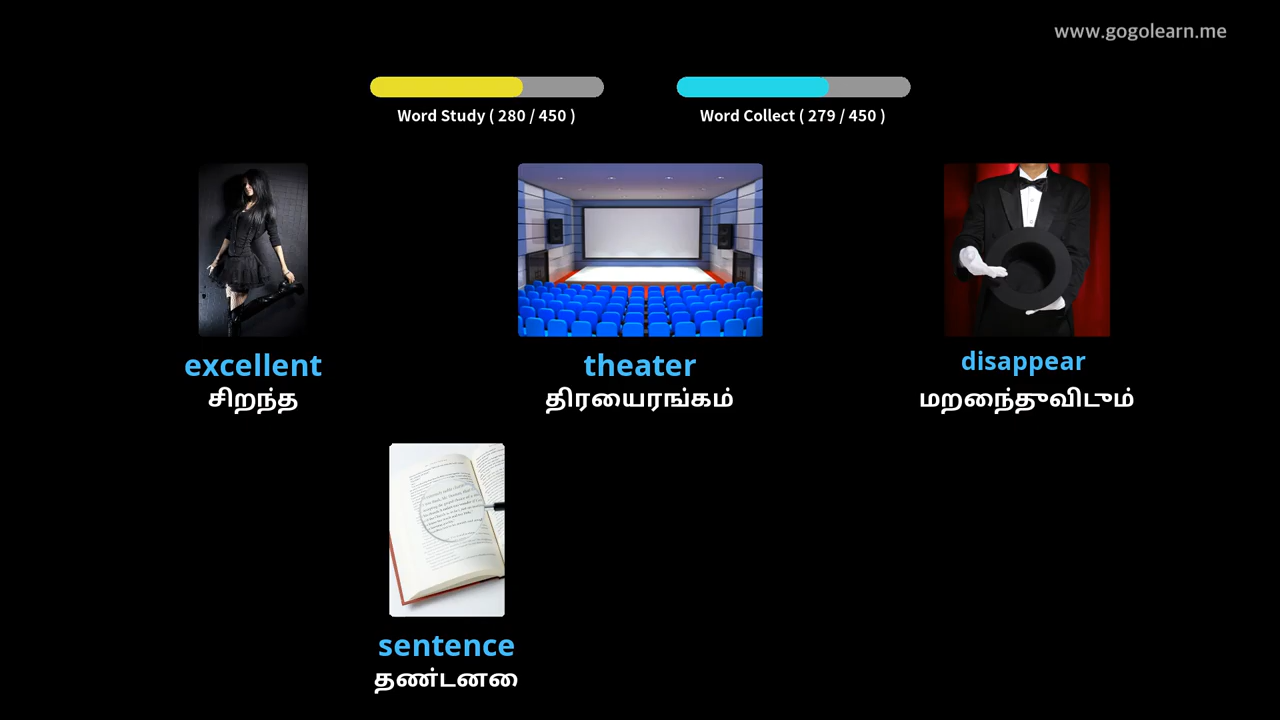 www.gogolearn.me
Word Study ( 280 / 450 )
Word Collect ( 279 / 450 )
excellent
சிறந்த
theater
திரையரங்கம்
disappear
மறைந்துவிடும்
sentence
தண்டனை